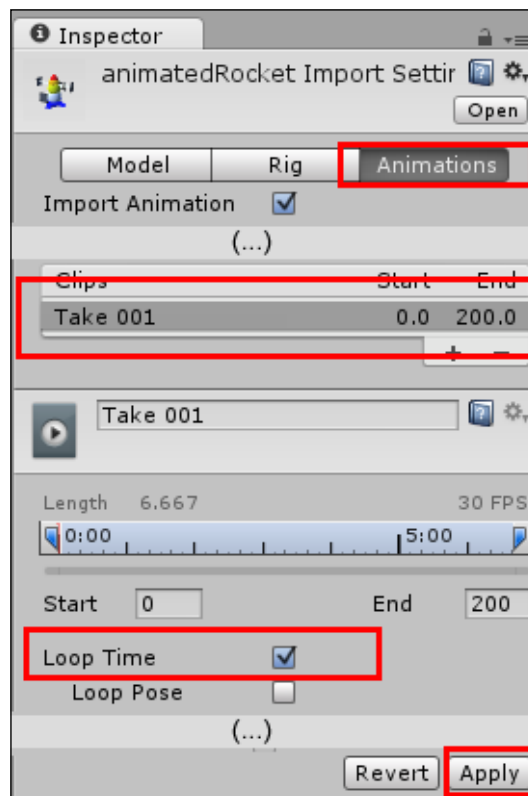 Inspector
animatedRocket Import Settir
Open
Model Rig Animations
Import Animation
(...)
Clips Start End
Take 001 0.0 200.0
+ −
Take 001
Length 6.667 30 FPS
0:00 5:00
Start 0 End 200
Loop Time
Loop Pose
(...)
Revert Apply